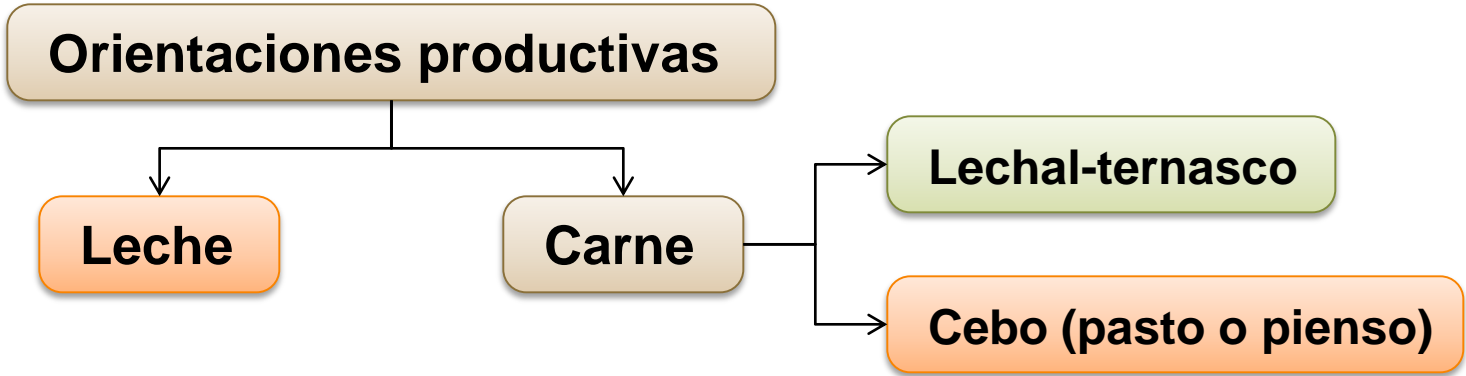 Orientaciones productivas
Leche
Carne
Lechal-ternasco
Cebo (pasto o pienso)